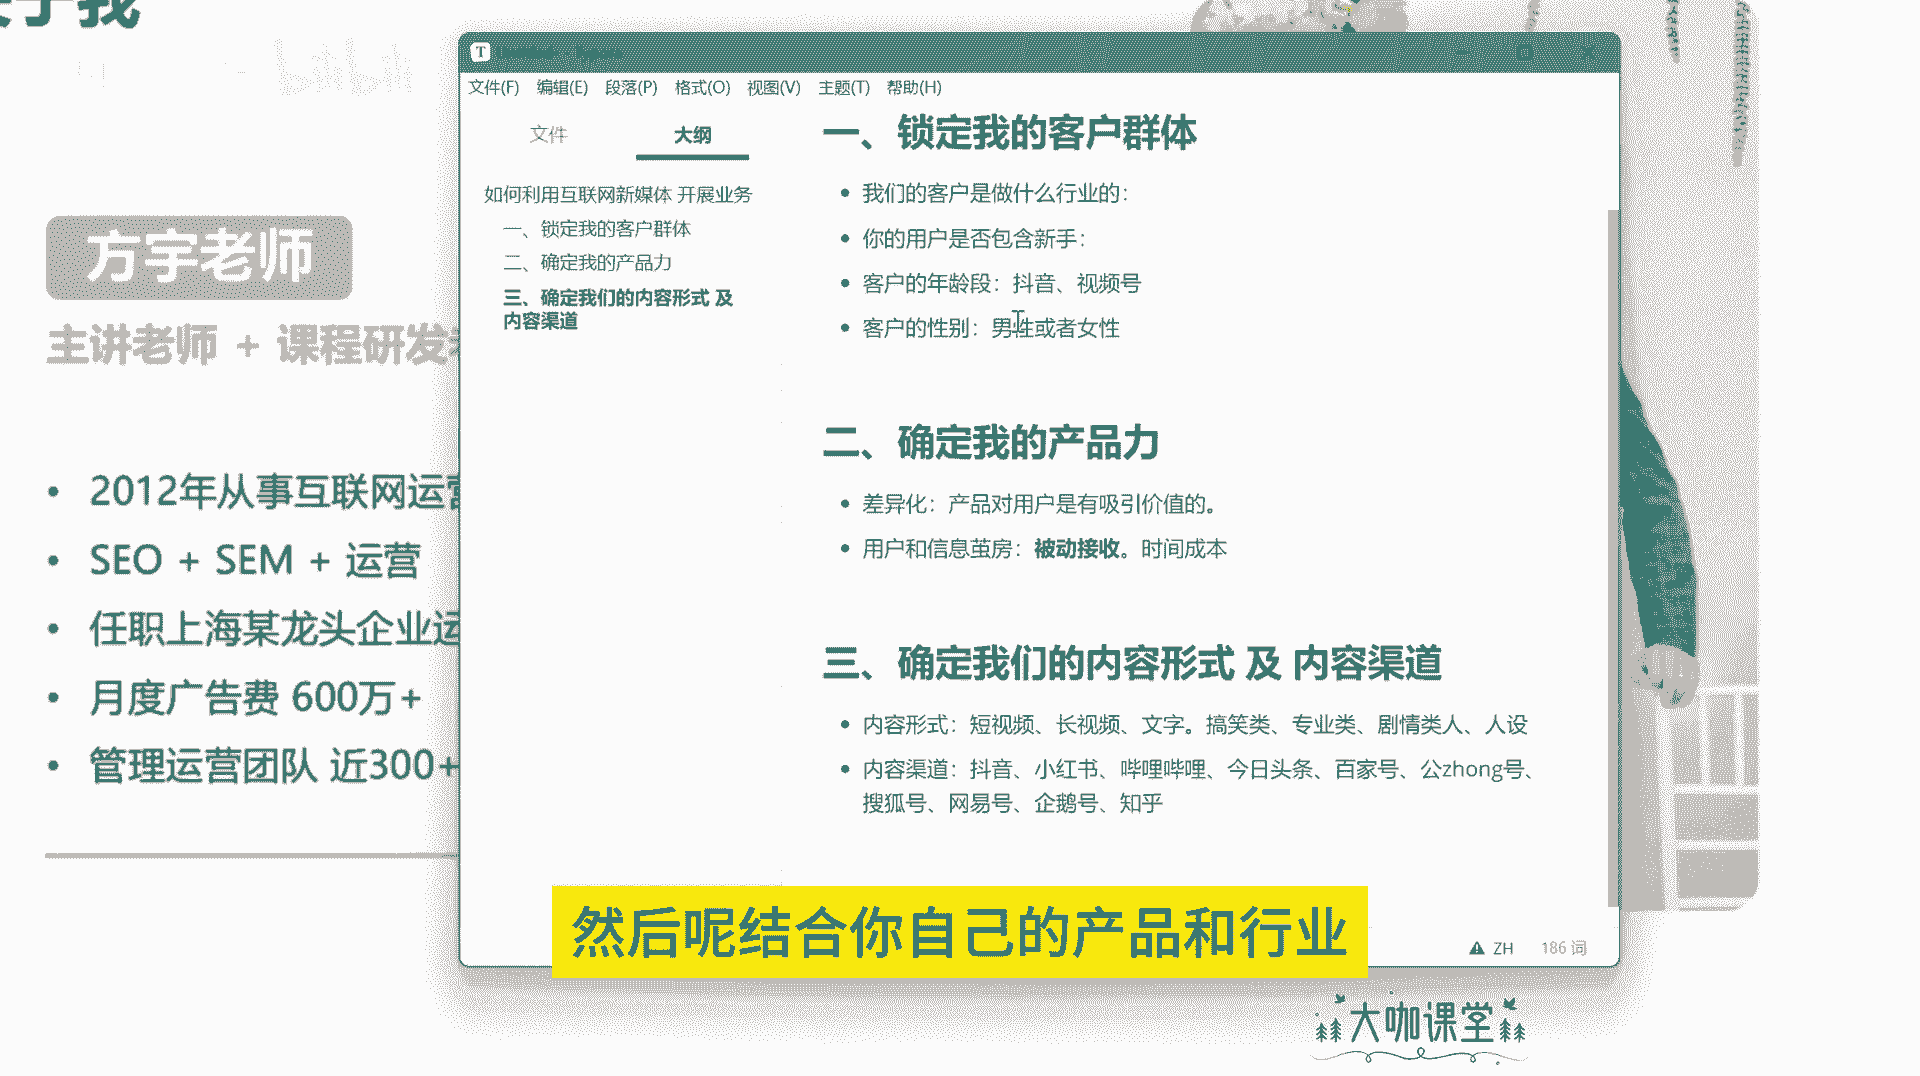 bilibili
方宇老师
主讲老师 + 课程研发
2012年从事互联网运营
SEO + SEM + 运营
任职上海某龙头企业运
月度广告费 600万+
管理运营团队 近300+
T
文件(F) 编辑(E) 段落(P) 格式(O) 视图(V) 主题(T) 帮助(H)
文件 大纲
如何利用互联网新媒体 开展业务
一、锁定我的客户群体
二、确定我的产品力
三、确定我们的内容形式 及
内容渠道
一、锁定我的客户群体
我们的客户是做什么行业的：
你的用户是否包含新手：
客户的年龄段：抖音、视频号
客户的性别：男性或者女性
二、确定我的产品力
差异化：产品对用户是有吸引价值的。
用户和信息茧房：被动接收。时间成本
三、确定我们的内容形式 及 内容渠道
内容形式：短视频、长视频、文字。搞笑类、专业类、剧情类人、人设
内容渠道：抖音、小红书、哔哩哔哩、今日头条、百家号、公zhong号、
搜狐号、网易号、企鹅号、知乎
ZH 186 词
然后呢结合你自己的产品和行业
大咖课堂